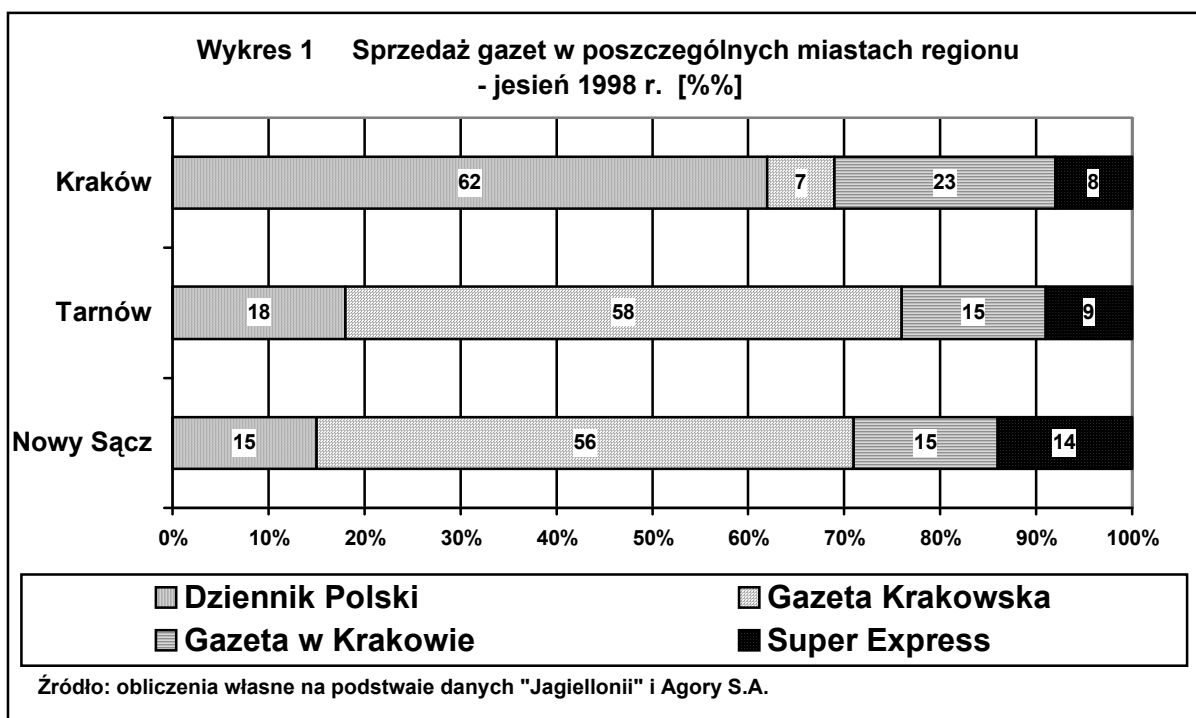 Wykres 1 Sprzedaż gazet w poszczególnych miastach regionu
- jesień 1998 r. [%%]
Kraków
62 7 23 8
Tarnów
18 58 15 9
Nowy Sącz
15 56 15 14
0% 10% 20% 30% 40% 50% 60% 70% 80% 90% 100%
Dziennik Polski Gazeta Krakowska
Gazeta w Krakowie Super Express
Źródło: obliczenia własne na podstwaie danych "Jagiellonii" i Agory S.A.